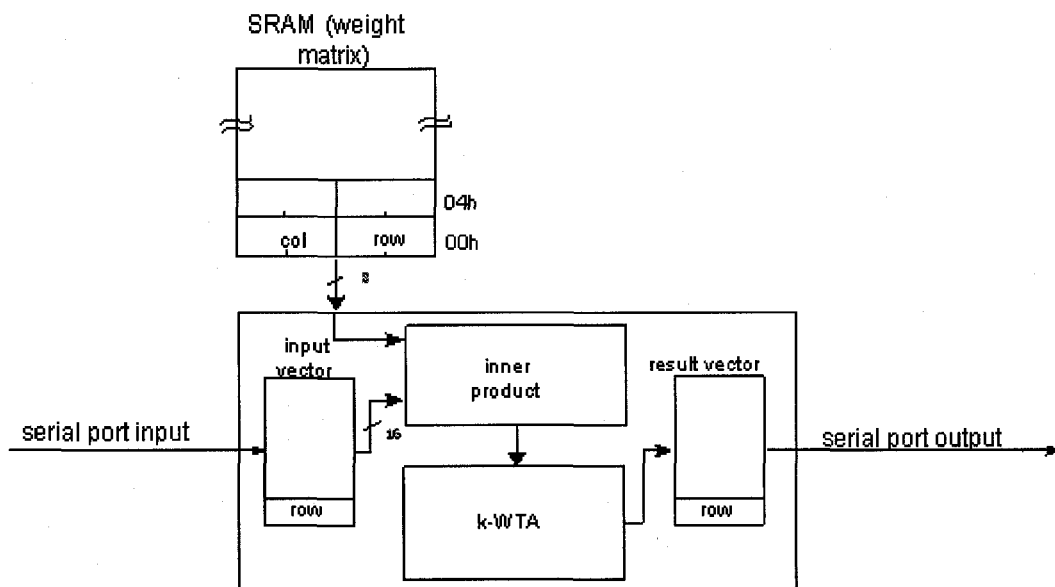 SRAM (weight
matrix)
04h
col
row
00h
8
input
vector
inner
product
result vector
serial port input
16
serial port output
row
k-WTA
row